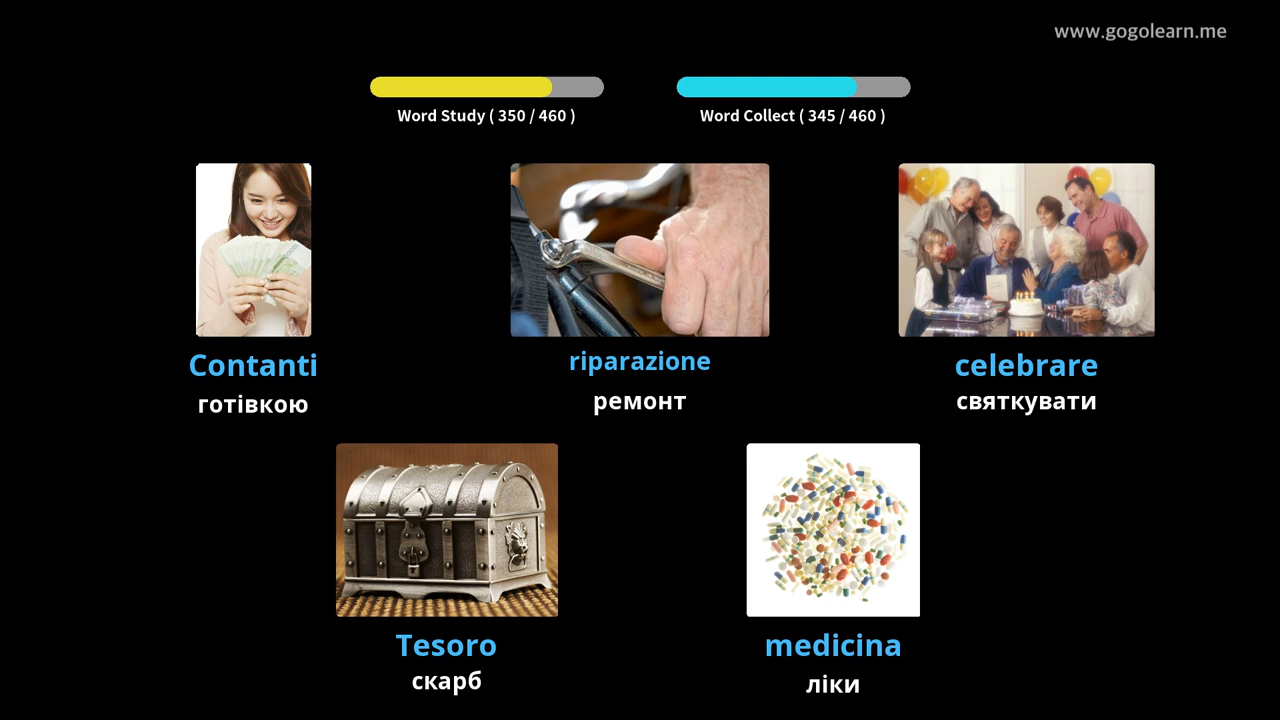 www.gogolearn.me
Word Study ( 350 / 460 )
Word Collect ( 345 / 460 )
Contanti
готівкою
riparazione
ремонт
celebrare
святкувати
Tesoro
скарб
medicina
ліки